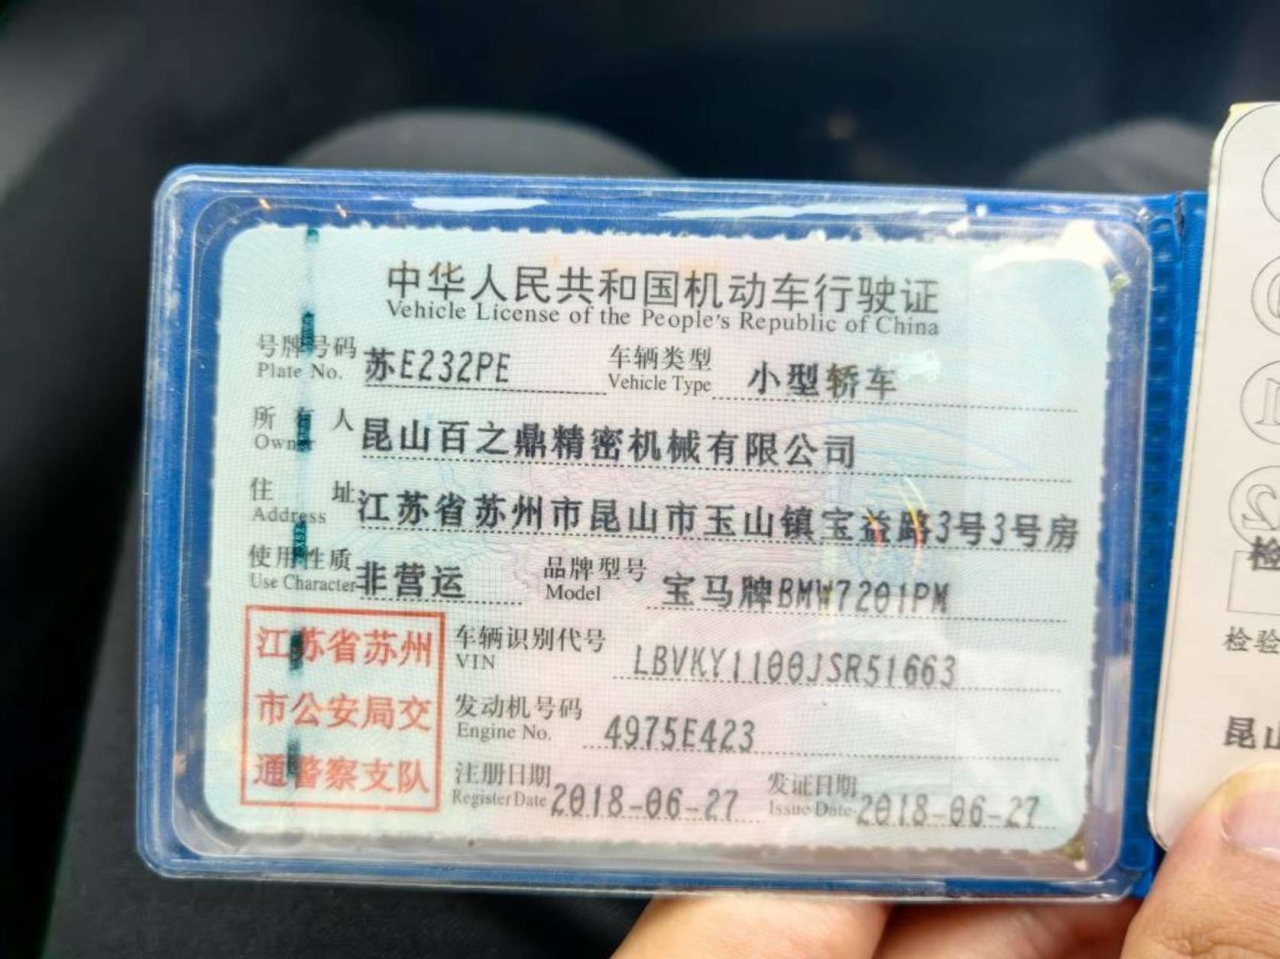 中华人民共和国机动车行驶证
Vehicle License of the People's Republic of China
号牌号码 苏E232PE 车辆类型 小型轿车
Plate No. Vehicle Type
所有人 昆山百之鼎精密机械有限公司
Owner
住址 江苏省苏州市昆山市玉山镇宝益路3号3号房
Address
使用性质 非营运 品牌型号 宝马牌BMW7201PM
Use Character Model
江苏省苏州
市公安局交
通警察支队
车辆识别代号 LBVKY1100JSR51663
VIN
发动机号码 4975E423
Engine No.
注册日期 2018-06-27 发证日期 2018-06-27
Register Date Issue Date
检
检验
昆山